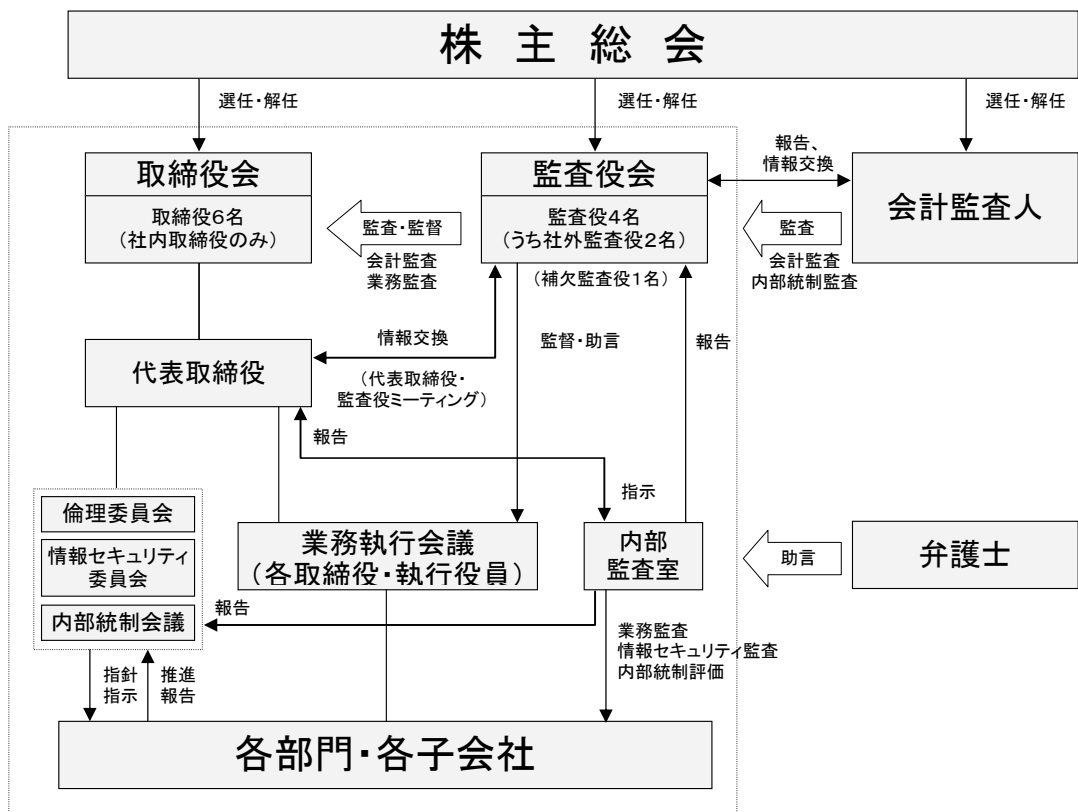 株主総会
選任・解任
選任・解任
選任・解任
取締役会
取締役6名
(社内取締役のみ)
監査・監督
会計監査
業務監査
監査役会
監査役4名
(うち社外監査役2名)
(補欠監査役1名)
報告、
情報交換
監査
会計監査
内部統制監査
会計監査人
代表取締役
情報交換
(代表取締役・
監査役ミーティング)
監督・助言
報告
報告
指示
倫理委員会
情報セキュリティ
委員会
内部統制会議
業務執行会議
(各取締役・執行役員)
内部
監査室
助言
弁護士
報告
業務監査
情報セキュリティ監査
内部統制評価
指針
指示
推進
報告
各部門・各子会社